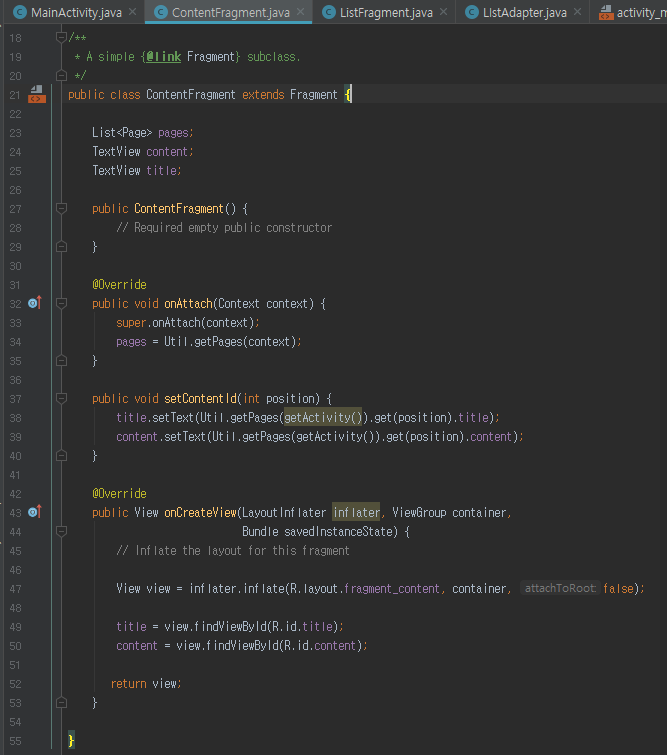 MainActivity.java × ContentFragment.java × ListFragment.java × ListAdapter.java × activity_m
18 /**
19 * A simple {@link Fragment} subclass.
20 */
21 public class ContentFragment extends Fragment {
22
23 List<Page> pages;
24 TextView content;
25 TextView title;
26
27 public ContentFragment() {
28 // Required empty public constructor
29 }
30
31 @Override
32 public void onAttach(Context context) {
33 super.onAttach(context);
34 pages = Util.getPages(context);
35 }
36
37 public void setContentId(int position) {
38 title.setText(Util.getPages(getActivity()).get(position).title);
39 content.setText(Util.getPages(getActivity()).get(position).content);
40 }
41
42 @Override
43 public View onCreateView(LayoutInflater inflater, ViewGroup container,
44 Bundle savedInstanceState) {
45 // Inflate the layout for this fragment
46
47 View view = inflater.inflate(R.layout.fragment_content, container, attachToRoot: false);
48
49 title = view.findViewById(R.id.title);
50 content = view.findViewById(R.id.content);
51
52 return view;
53 }
54
55 }